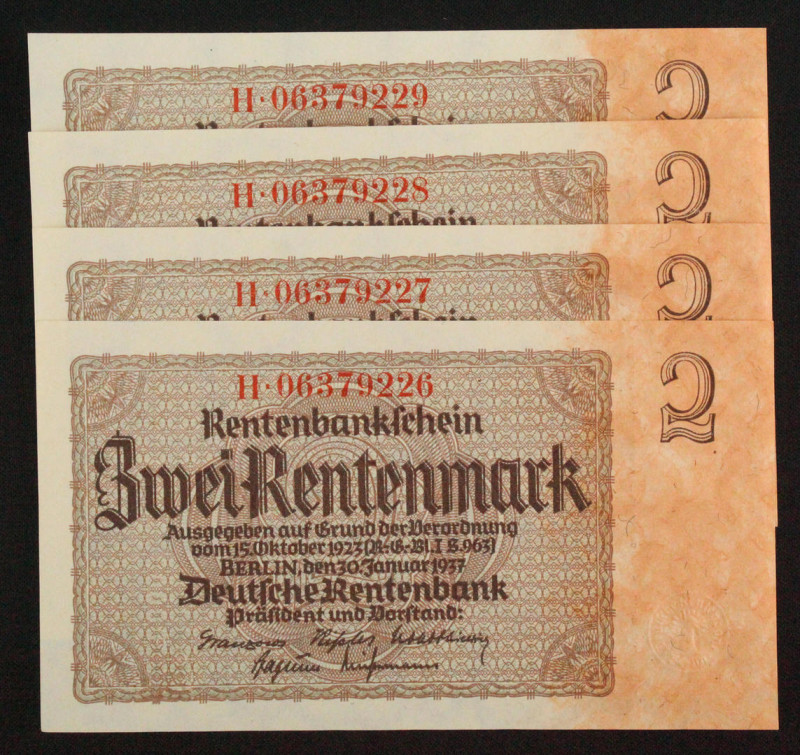 H·06379229
2
H·06379228
2
Rentenbankschein
H·06379227
2
H·06379226
2
Rentenbankschein
Zwei Rentenmark
Ausgegeben auf Grund der Verordnung
vom 15. Oktober 1923 (R-G-Bl. I S. 963)
BERLIN, den 30. Januar 1937
Deutsche Rentenbank
Präsident und Vorstand: